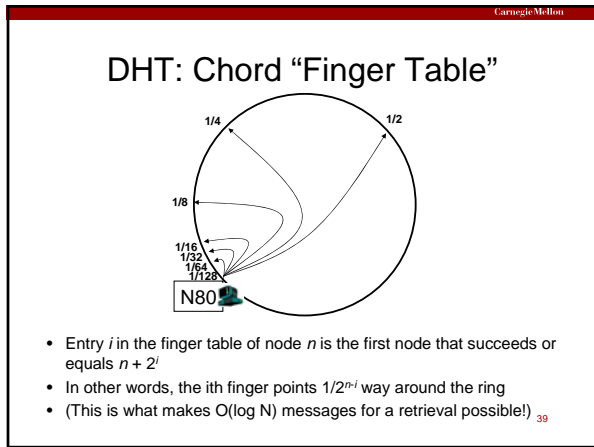 Carnegie Mellon
DHT: Chord “Finger Table”
1/4
1/2
1/8
1/16
1/32
1/64
1/128
N80
• Entry i in the finger table of node n is the first node that succeeds or
equals n + 2^i
• In other words, the ith finger points 1/2^(n-i) way around the ring
• (This is what makes O(log N) messages for a retrieval possible!)
39